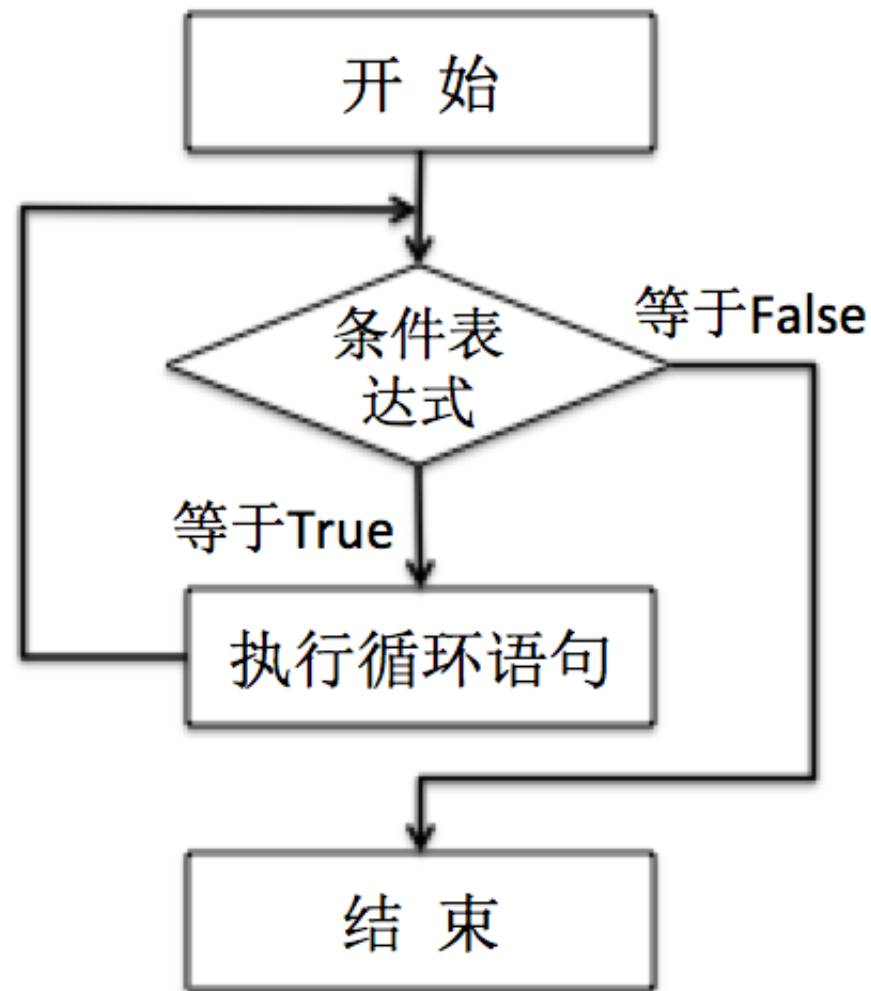 开 始
条件表
达式
等于False
等于True
执行循环语句
结 束